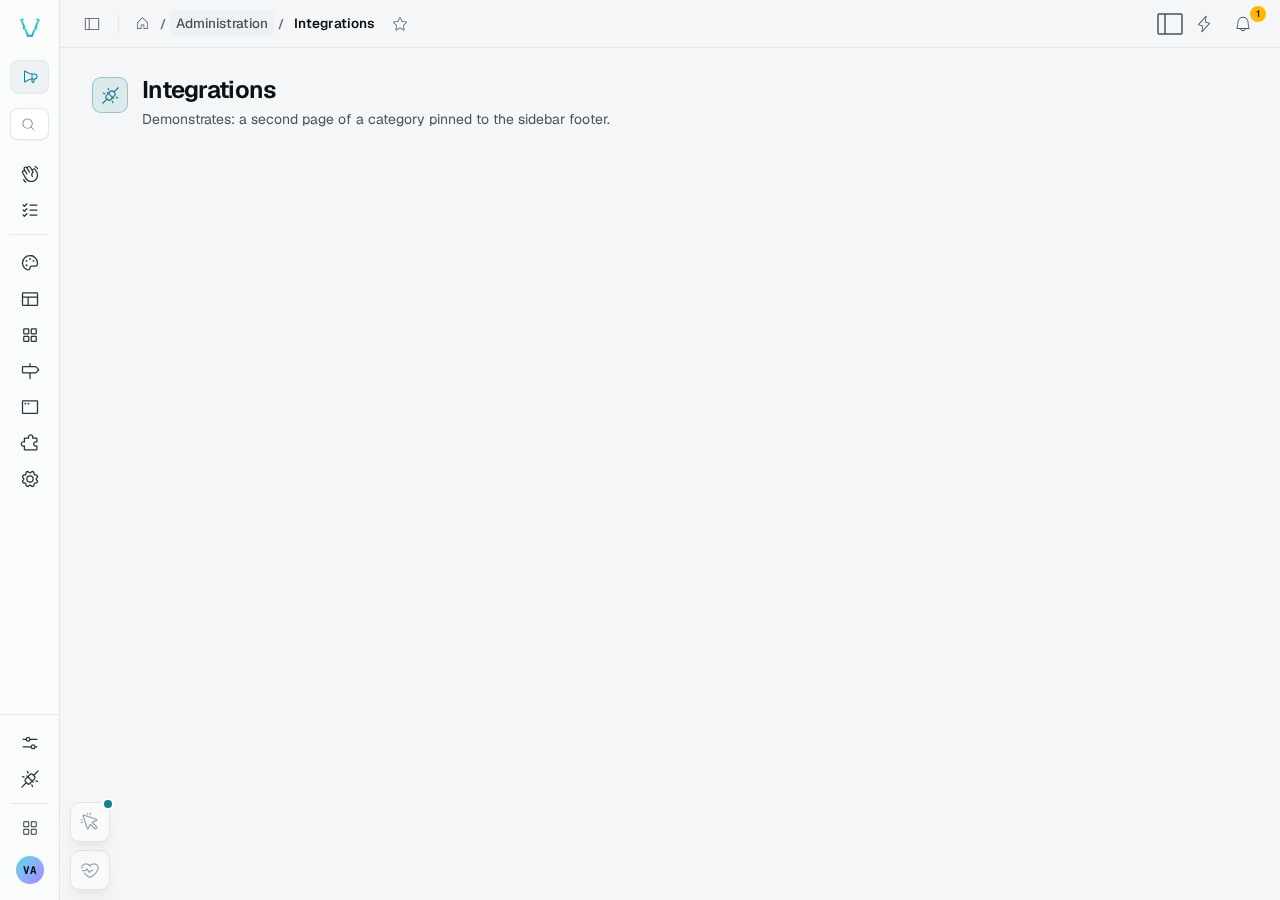 / Administration / Integrations
1
Integrations
Demonstrates: a second page of a category pinned to the sidebar footer.
VA